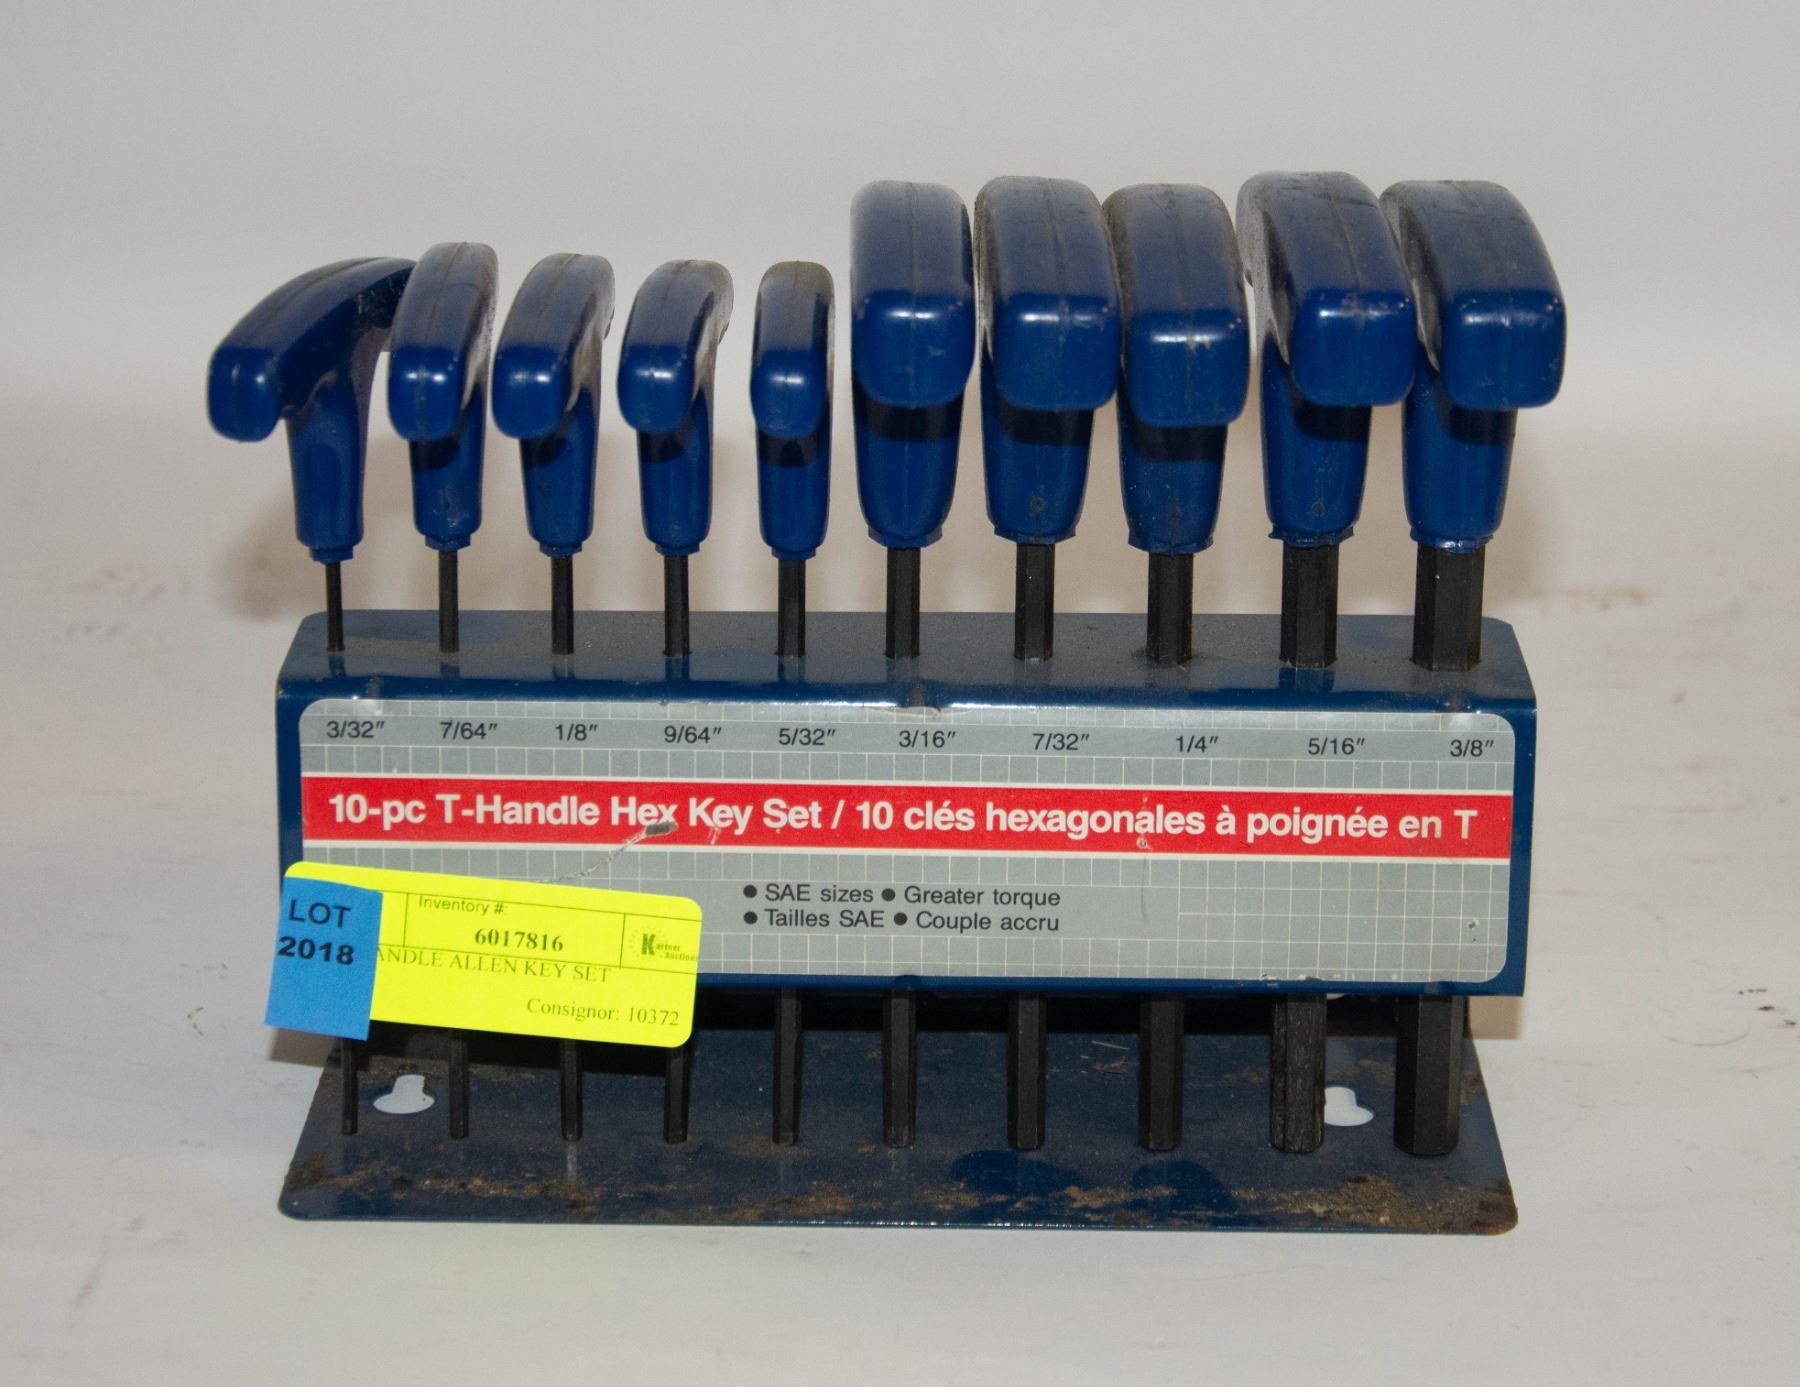 3/32″ 7/64″ 1/8″ 9/64″ 5/32″ 3/16″ 7/32″ 1/4″ 5/16″ 3/8″
10-pc T-Handle Hex Key Set / 10 clés hexagonales à poignée en T
● SAE sizes ● Greater torque
● Tailles SAE ● Couple accru
LOT
2018
Inventory #:
6017816
ANDLE ALLEN KEY SET
Consignor: 10372